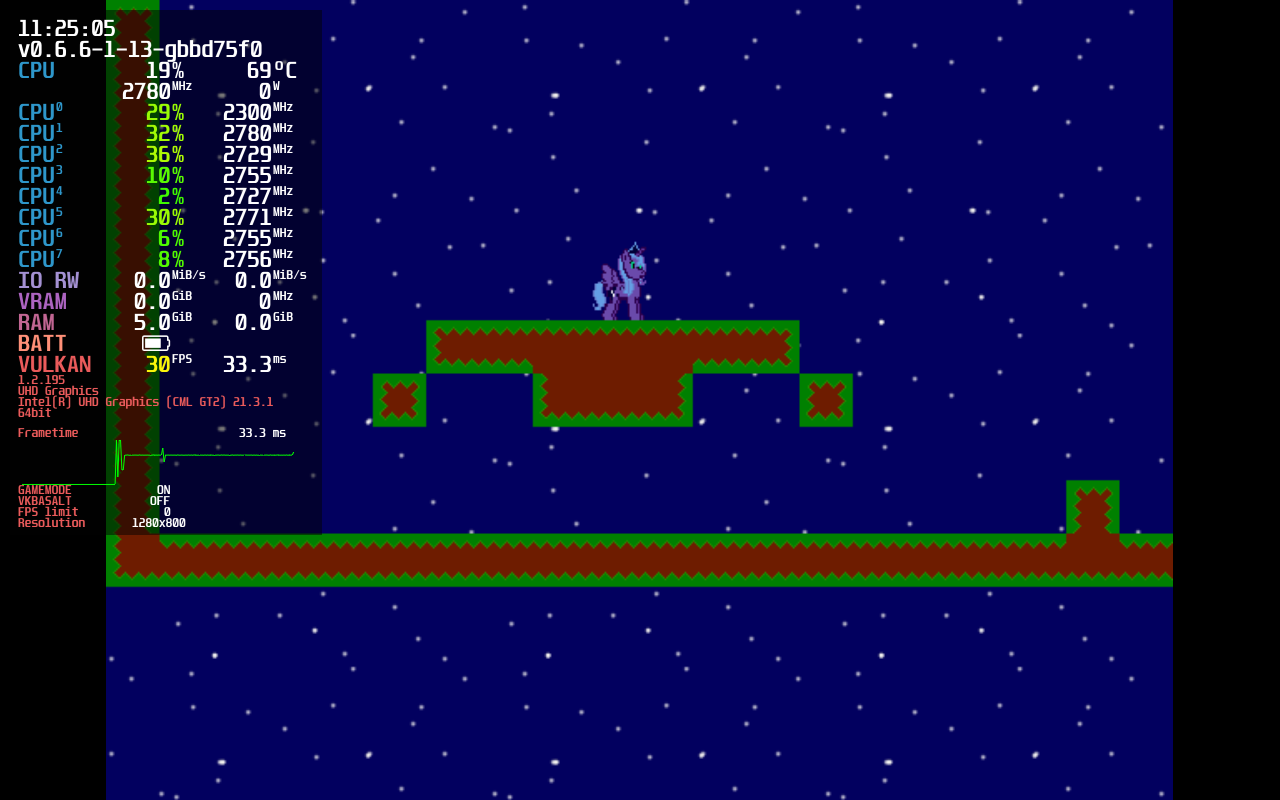 11:25:05
v0.6.6-1-13-gbbd75f0
CPU 19% 69°C
2780MHz 0W
CPU0 29% 2300MHz
CPU1 32% 2780MHz
CPU2 36% 2729MHz
CPU3 10% 2755MHz
CPU4 2% 2727MHz
CPU5 30% 2771MHz
CPU6 6% 2755MHz
CPU7 8% 2756MHz
IO RW 0.0MiB/s 0.0MiB/s
VRAM 0.0GiB 0MHz
RAM 5.0GiB 0.0GiB
BATT
VULKAN 30FPS 33.3ms
1.2.195
UHD Graphics
Intel(R) UHD Graphics (CML GT2) 21.3.1
64bit
Frametime 33.3 ms
GAMEMODE ON
VKBASALT OFF
FPS limit 0
Resolution 1280x800